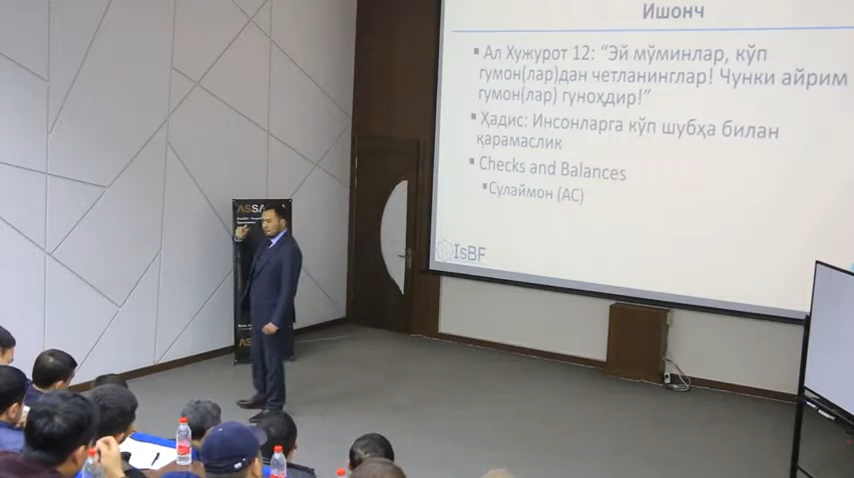 Ишонч
▪ Ал Ҳужурот 12: “Эй мўминлар, кўп
гумон(лар)дан четланинглар! Чунки айрим
гумон(лар) гуноҳдир!”
▪ Ҳадис: Инсонларга кўп шубҳа билан
қарамаслик
▪ Checks and Balances
▪ Сулаймон (АС)
IsBF
ASSA